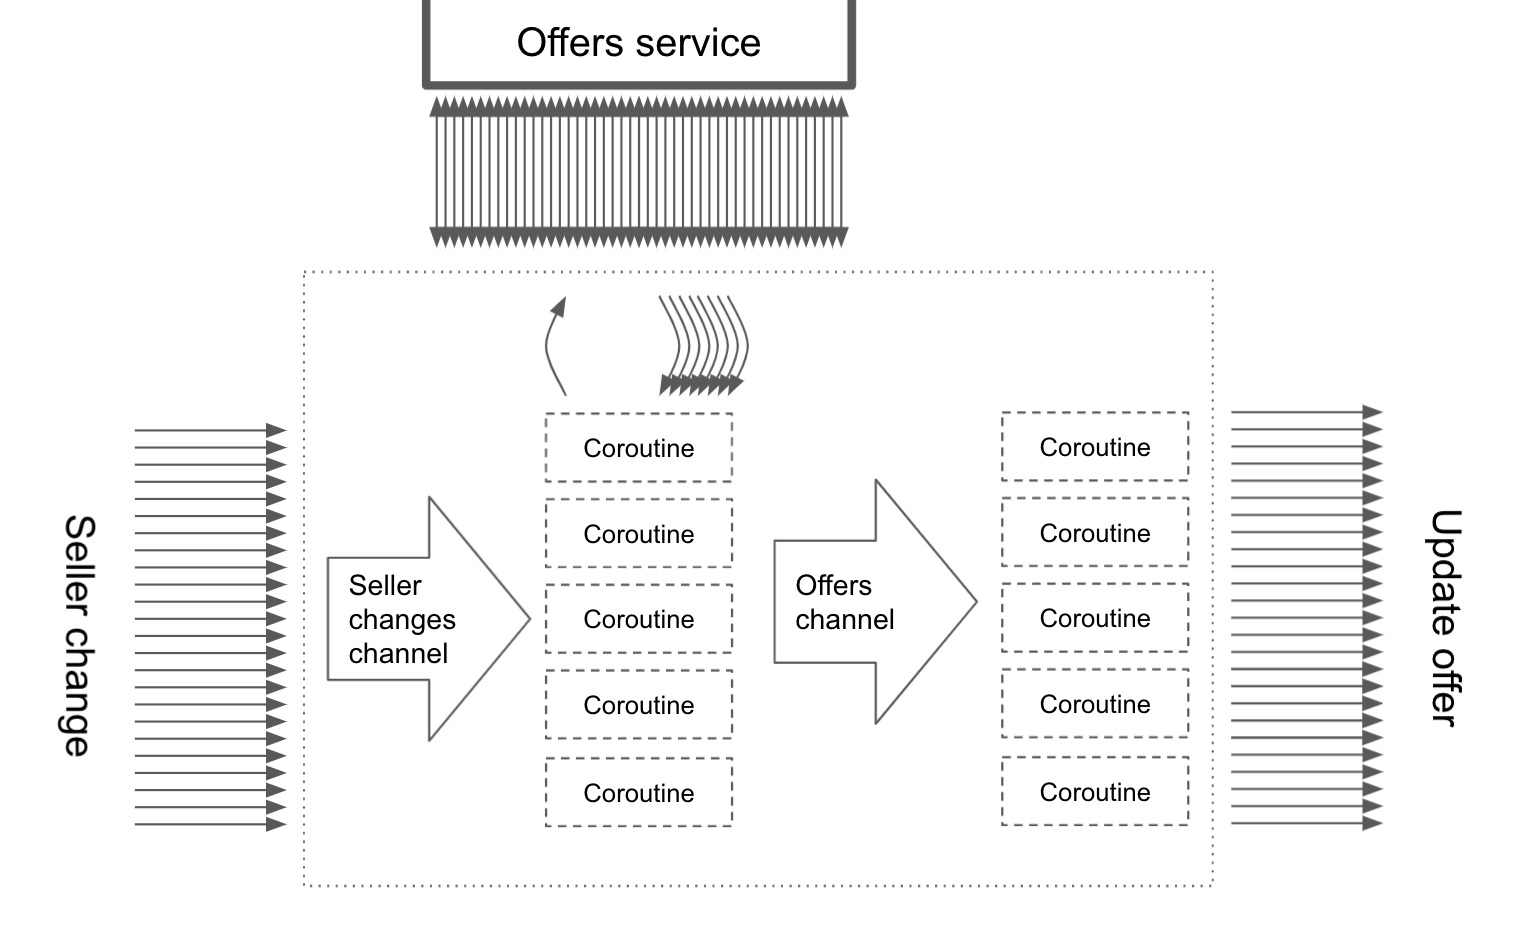 Offers service
Seller change
Seller
changes
channel
Coroutine
Coroutine
Coroutine
Coroutine
Coroutine
Offers
channel
Coroutine
Coroutine
Coroutine
Coroutine
Coroutine
Update offer